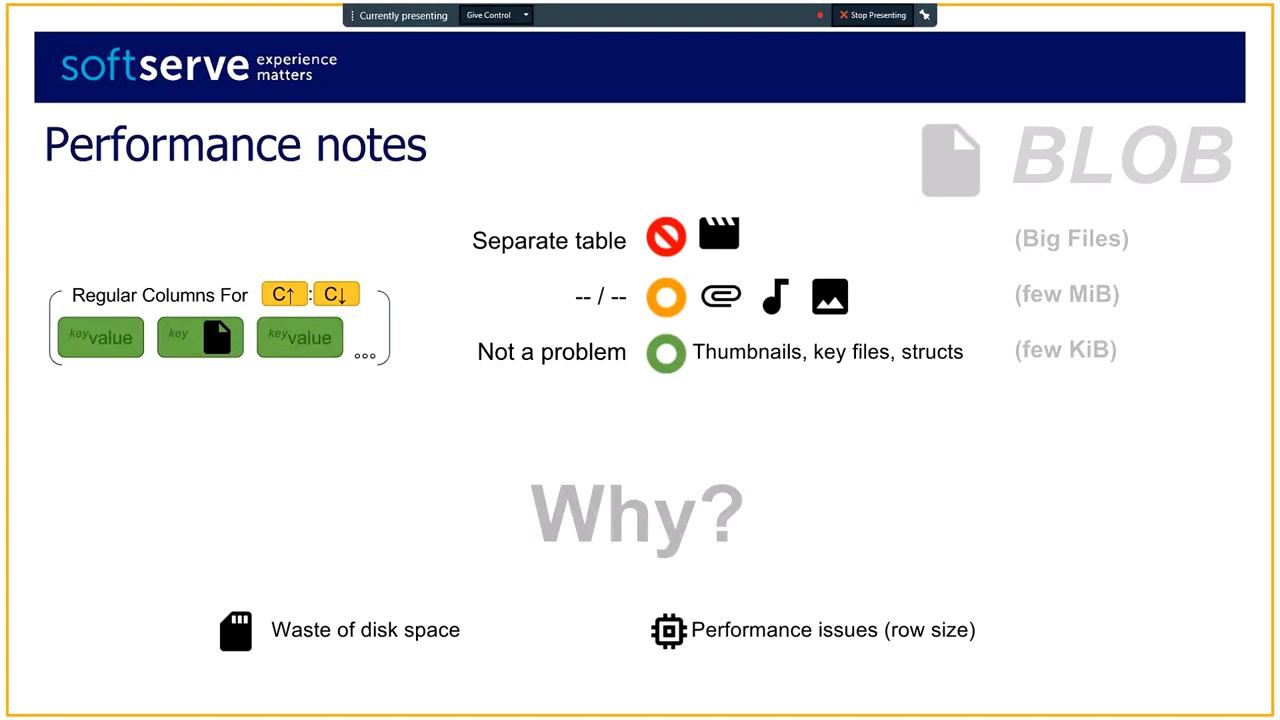 Currently presenting Give Control Stop Presenting
softserve experience matters
Performance notes
BLOB
Separate table (Big Files)
Regular Columns For C↑ : C↓
-- / -- (few MiB)
key value key key value ooo
Not a problem Thumbnails, key files, structs (few KiB)
Why?
Waste of disk space Performance issues (row size)